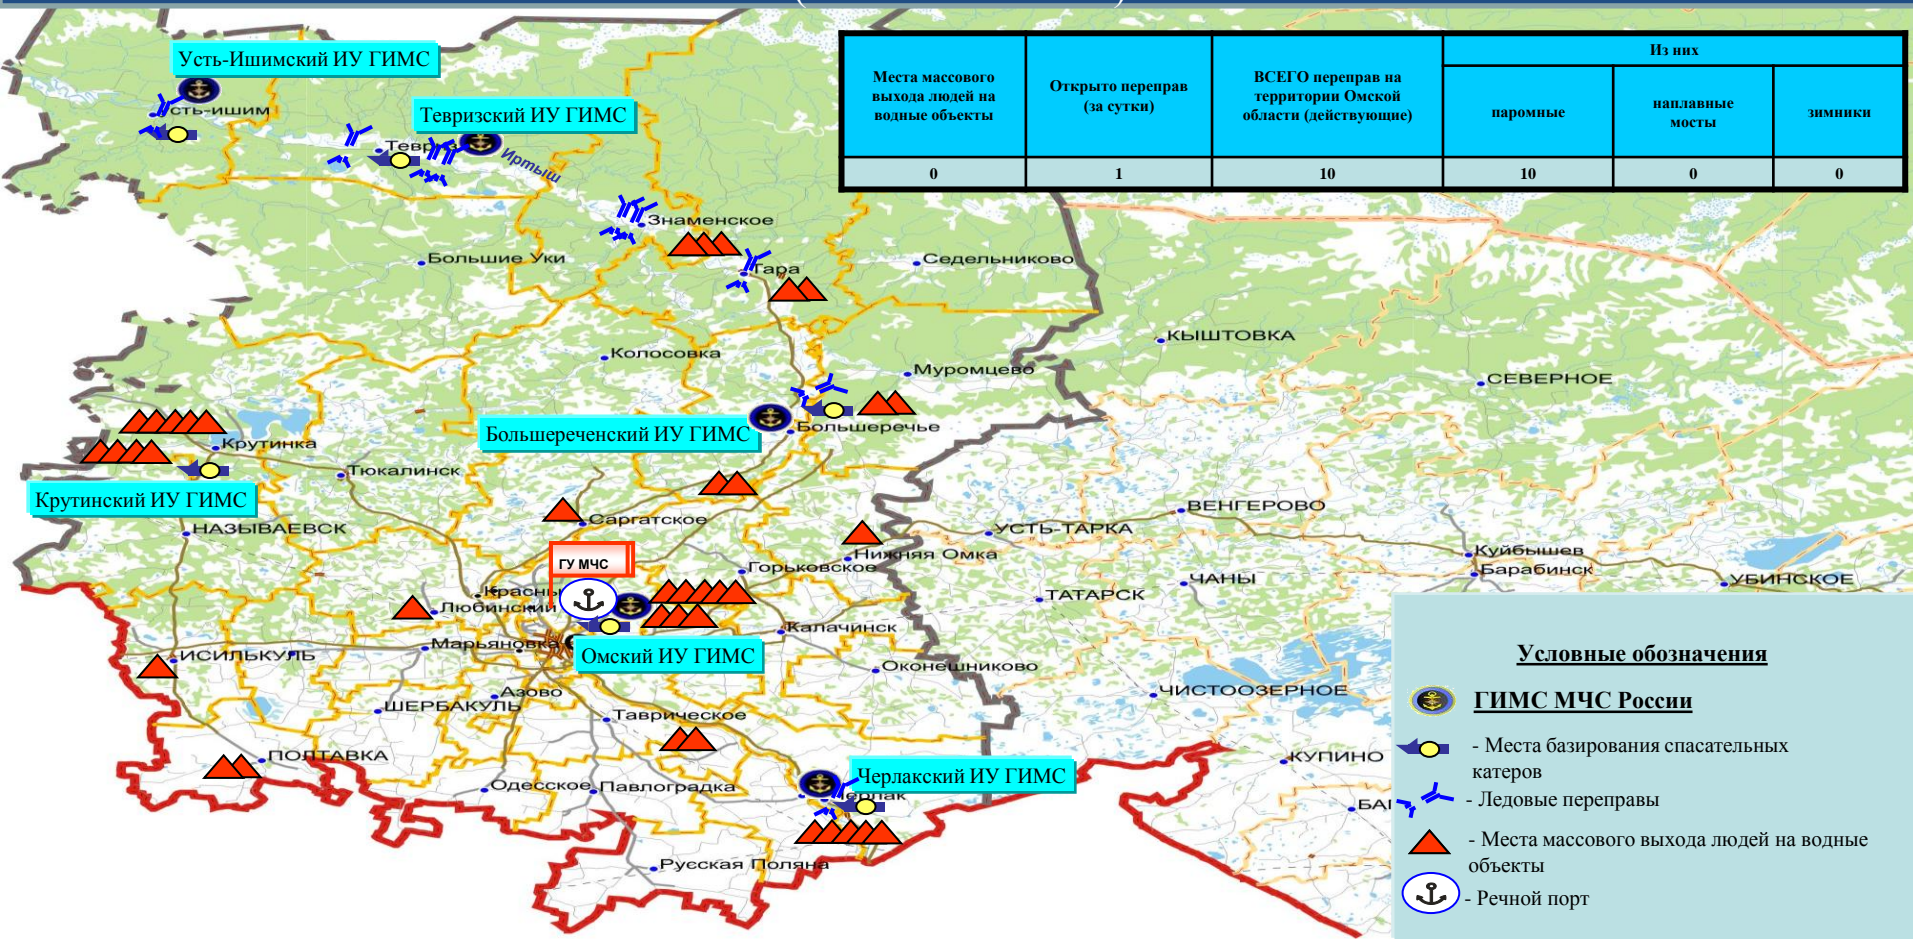 Усть-Ишимский ИУ ГИМС
Тевризский ИУ ГИМС
Места массового
выхода людей на
водные объекты
Открыто переправ
(за сутки)
ВСЕГО переправ на
территории Омской
области (действующие)
Из них
паромные
наплавные
мосты
зимники
0
1
10
10
0
0
Иртыш
Знаменское
Большие Уки
Тара
Седельниково
КЫШТОВКА
Колосовка
Муромцево
СЕВЕРНОЕ
Большереченский ИУ ГИМС
Большеречье
Крутинка
Тюкалинск
Крутинский ИУ ГИМС
НАЗЫВАЕВСК
Саргатское
ВЕНГЕРОВО
УСТЬ-ТАРКА
Нижняя Омка
Куйбышев
Барабинск
ГУ МЧС
Горьковское
ЧАНЫ
УБИНСКОЕ
ТАТАРСК
Любинский
Калачинск
Марьяновка
Омский ИУ ГИМС
ИСИЛЬКУЛЬ
Оконешниково
Азово
ЧИСТООЗЕРНОЕ
ШЕРБАКУЛЬ
Таврическое
ПОЛТАВКА
КУПИНО
Черлакский ИУ ГИМС
Одесское
Павлоградка
Русская Поляна
Условные обозначения
ГИМС МЧС России
- Места базирования спасательных
катеров
- Ледовые переправы
- Места массового выхода людей на водные
объекты
- Речной порт